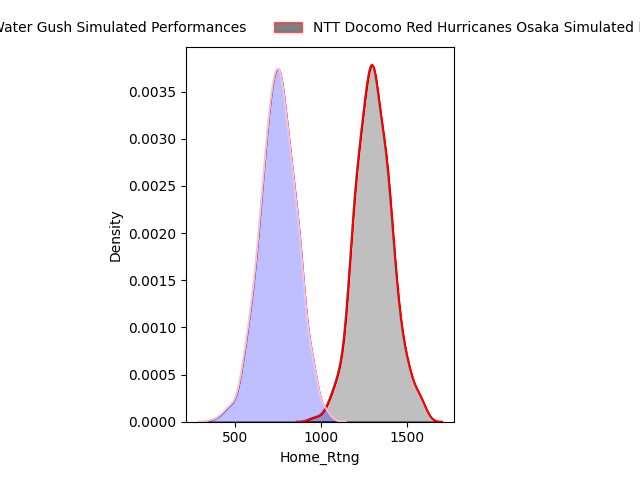 Water Gush Simulated Performances
NTT Docomo Red Hurricanes Osaka Simulated
0.0035
0.0030
0.0025
0.0020
0.0015
0.0010
0.0005
0.0000
Density
500 1000 1500
Home_Rtng